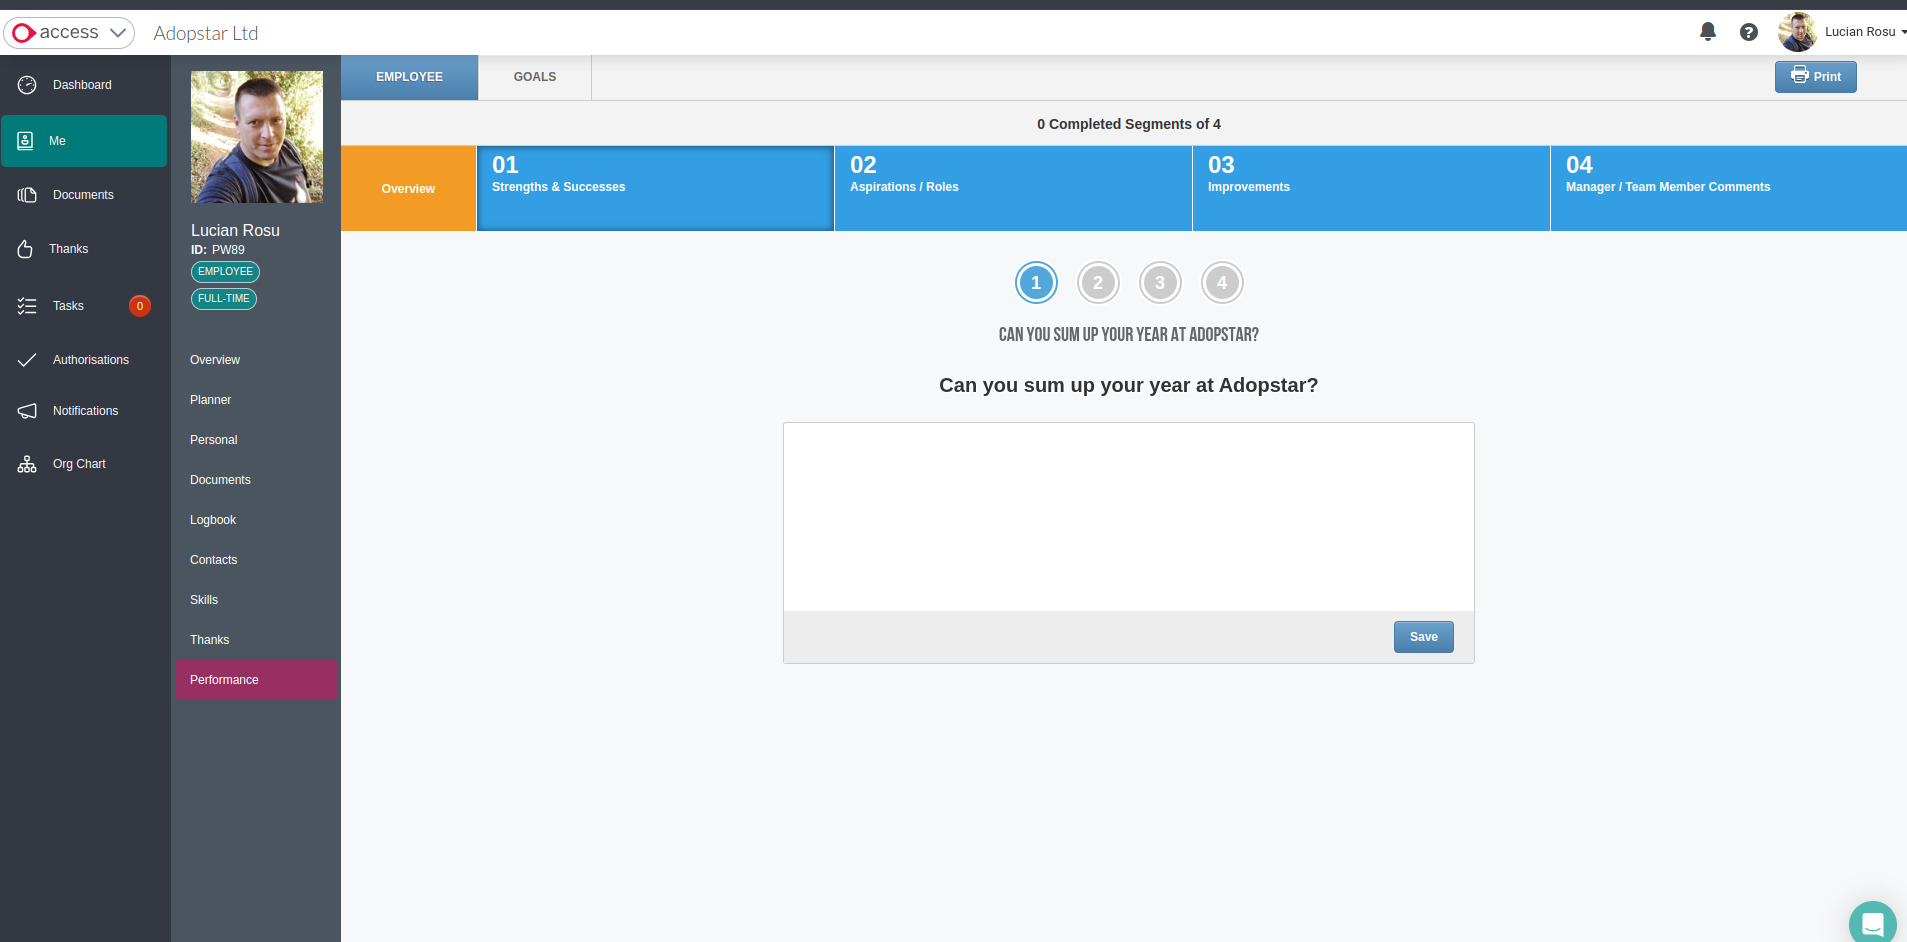 access
Adopstar Ltd
?
Lucian Rosu
Dashboard
Me
Documents
Thanks
Tasks
0
Authorisations
Notifications
Org Chart
Lucian Rosu
ID: PW89
EMPLOYEE
FULL-TIME
Overview
Planner
Personal
Documents
Logbook
Contacts
Skills
Thanks
Performance
EMPLOYEE
GOALS
Print
0 Completed Segments of 4
Overview
01
Strengths & Successes
02
Aspirations / Roles
03
Improvements
04
Manager / Team Member Comments
1
2
3
4
CAN YOU SUM UP YOUR YEAR AT ADOPSTAR?
Can you sum up your year at Adopstar?
Save